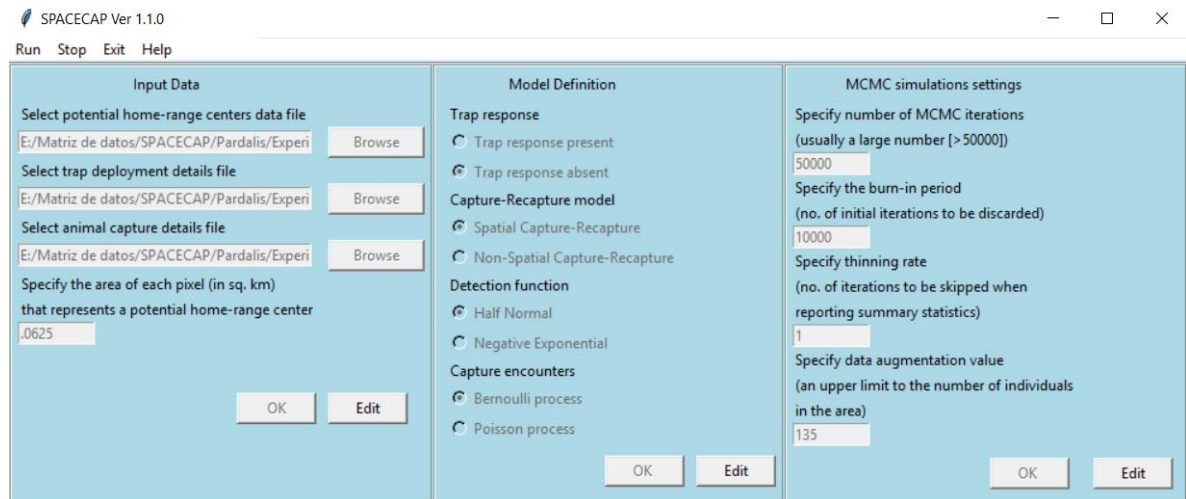 SPACECAP Ver 1.1.0
Run Stop Exit Help
Input Data
Select potential home-range centers data file
E:/Matriz de datos/SPACECAP/Pardalis/Experi
Browse
Select trap deployment details file
E:/Matriz de datos/SPACECAP/Pardalis/Experi
Browse
Select animal capture details file
E:/Matriz de datos/SPACECAP/Pardalis/Experi
Browse
Specify the area of each pixel (in sq. km)
that represents a potential home-range center
.0625
OK Edit
Model Definition
Trap response
Trap response present
Trap response absent
Capture-Recapture model
Spatial Capture-Recapture
Non-Spatial Capture-Recapture
Detection function
Half Normal
Negative Exponential
Capture encounters
Bernoulli process
Poisson process
OK Edit
MCMC simulations settings
Specify number of MCMC iterations
(usually a large number [>50000])
50000
Specify the burn-in period
(no. of initial iterations to be discarded)
10000
Specify thinning rate
(no. of iterations to be skipped when
reporting summary statistics)
1
Specify data augmentation value
(an upper limit to the number of individuals
in the area)
135
OK Edit